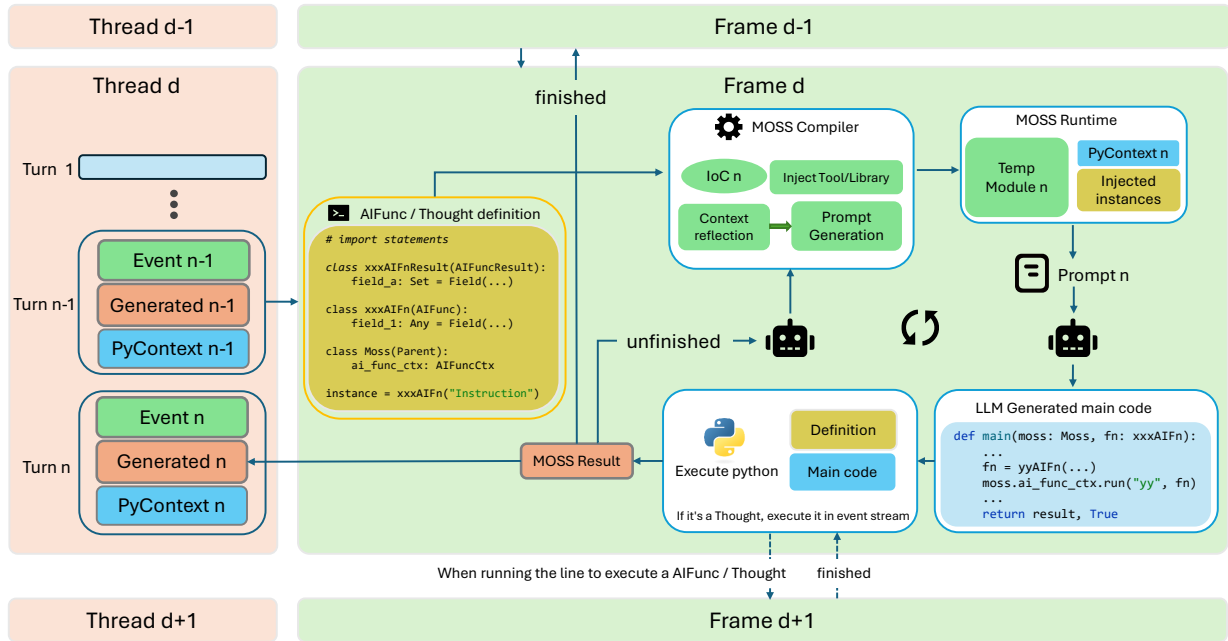 Thread d-1
Frame d-1
Thread d
Turn 1
Turn n-1
Event n-1
Generated n-1
PyContext n-1
Turn n
Event n
Generated n
PyContext n
Frame d
finished
AIFunc / Thought definition
# import statements
class xxxAIFnResult(AIFuncResult):
field_a: Set = Field(...)
class xxxAIFn(AIFunc):
field_1: Any = Field(...)
class Moss(Parent):
ai_func_ctx: AIFuncCtx
instance = xxxAIFn("Instruction")
MOSS Compiler
IoC n
Inject Tool/Library
Context
reflection
Prompt
Generation
MOSS Runtime
Temp
Module n
PyContext n
Injected
instances
Prompt n
unfinished
LLM Generated main code
def main(moss: Moss, fn: xxxAIFn):
...
fn = yyAIFn(...)
moss.ai_func_ctx.run("yy", fn)
...
return result, True
Execute python
Definition
Main code
If it's a Thought, execute it in event stream
MOSS Result
When running the line to execute a AIFunc / Thought
finished
Thread d+1
Frame d+1